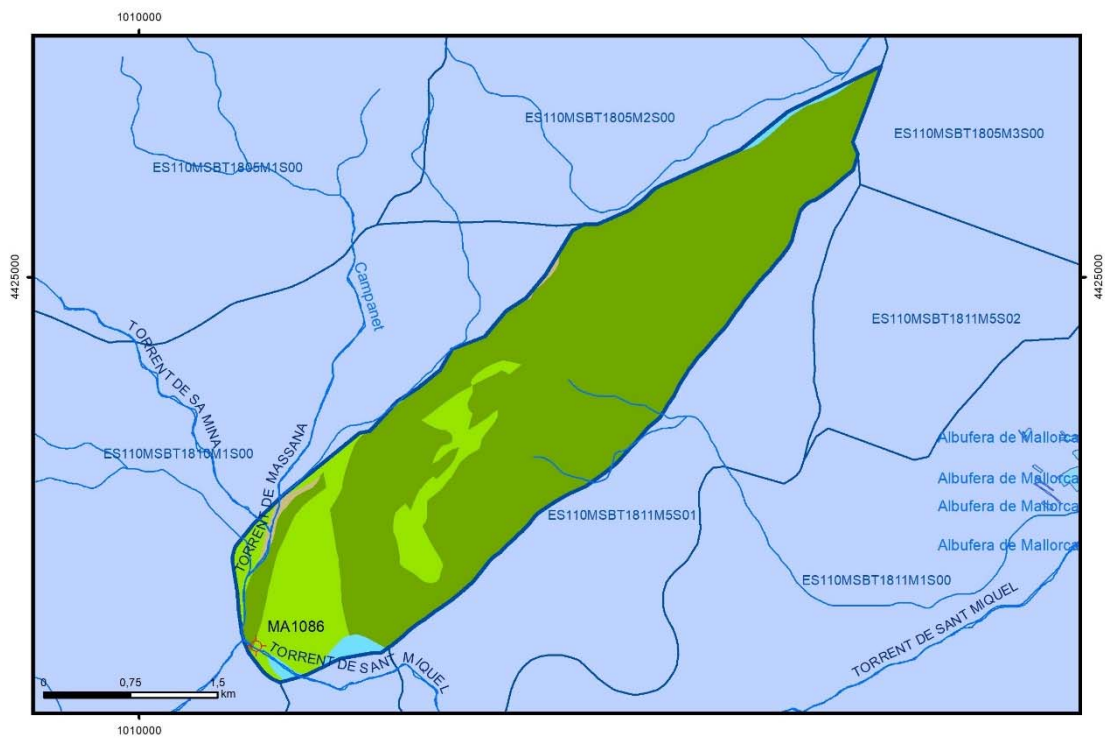 1010000
ES110MSBT1805M2S00
ES110MSBT1805M3S00
ES110MSBT1805M1S00
4425000
4425000
Campanet
TORRENT DE SA MINA
ES110MSBT1811M5S02
Albufera de Mallorca
ES110MSBT1810M1S00
TORRENT DE MASSANA
Albufera de Mallorca
Albufera de Mallorca
ES110MSBT1811M5S01
Albufera de Mallorca
ES110MSBT1811M1S00
MA1086
TORRENT DE SANT MIQUEL
TORRENT DE SANT MIQUEL
0 0,75 1,5
km
1010000